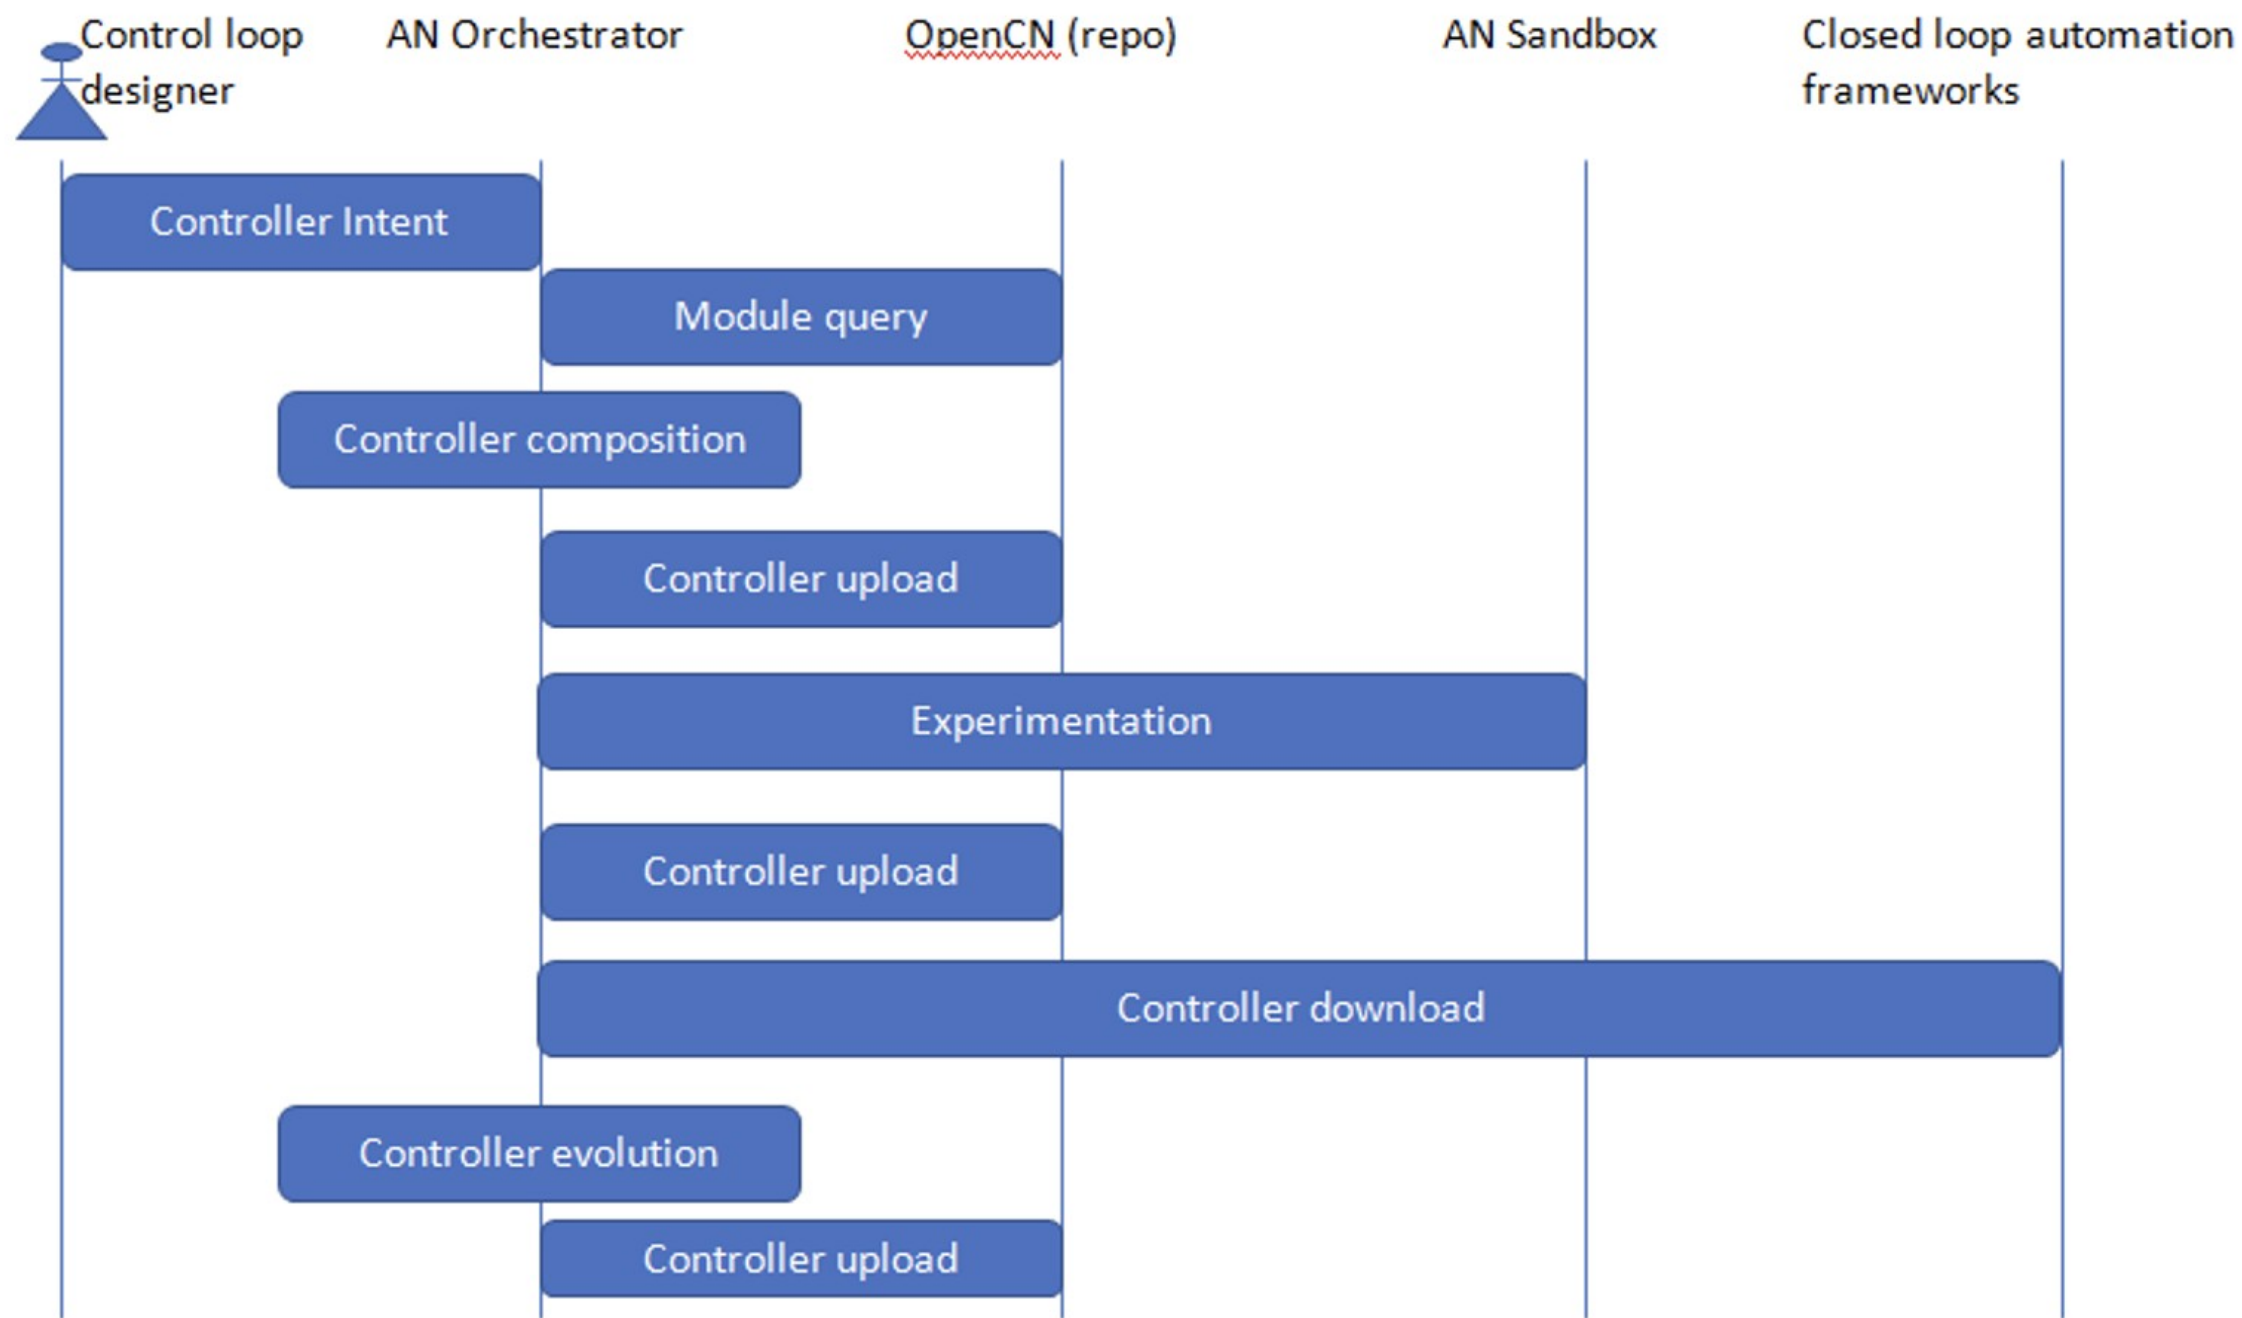 Control loop
designer
AN Orchestrator
OpenCN (repo)
AN Sandbox
Closed loop automation
frameworks
Controller Intent
Module query
Controller composition
Controller upload
Experimentation
Controller upload
Controller download
Controller evolution
Controller upload